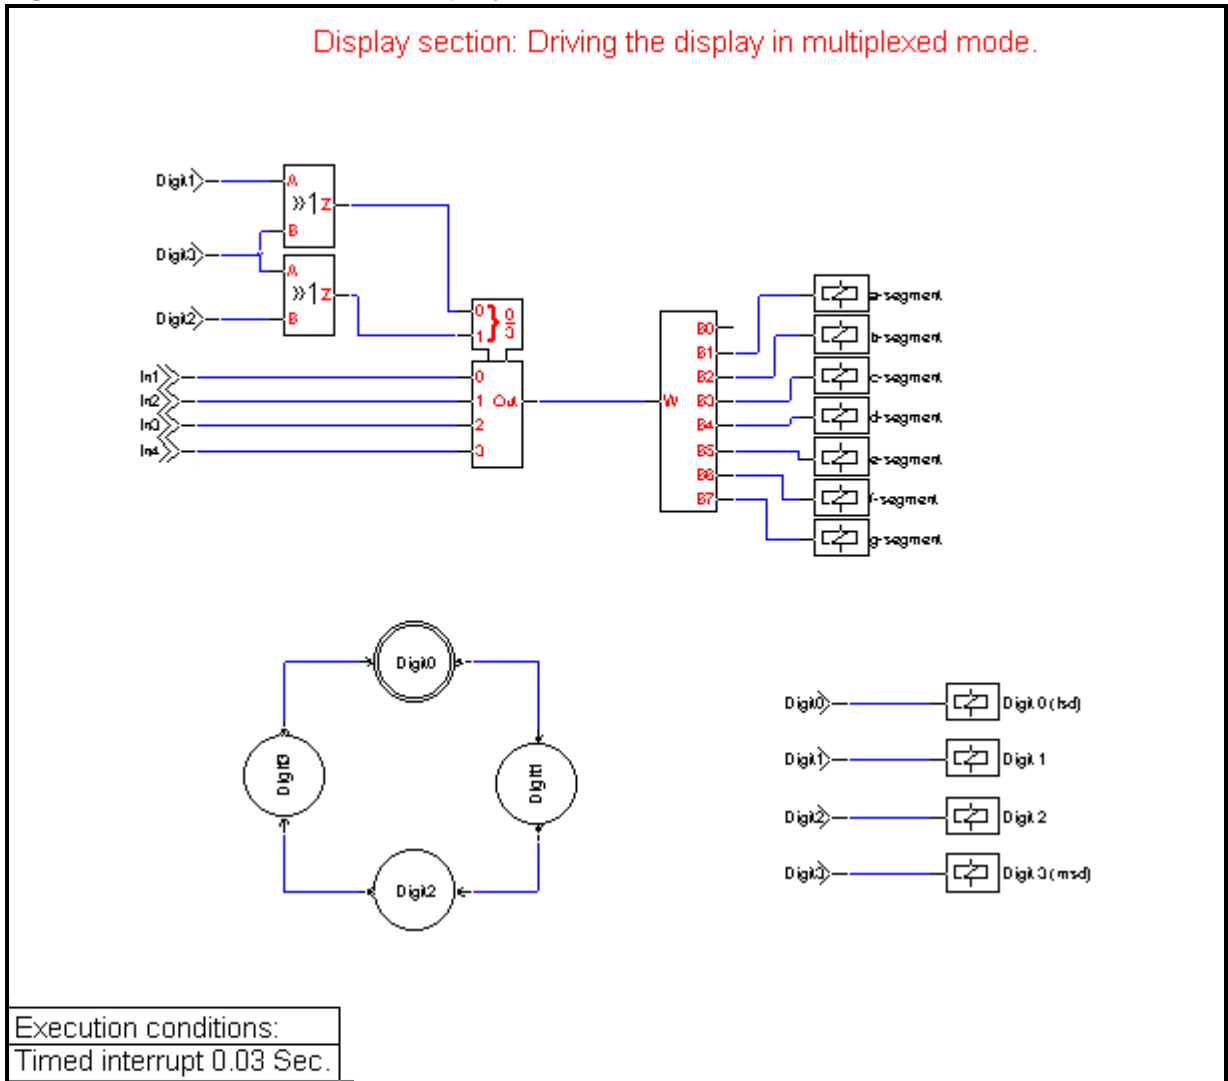 Display section: Driving the display in multiplexed mode.
Digit1
A
»1
Z
B
Digit3
A
»1
Z
Digit2
B
0
1
}
0
3
In1
0
In2
1 Out
In3
2
In4
3
W
B0
B1
B2
B3
B4
B5
B6
B7
a-segment
b-segment
c-segment
d-segment
e-segment
f-segment
g-segment
Digit0
Digit3
Digit1
Digit2
Digit0
Digit 0 (lsd)
Digit1
Digit 1
Digit2
Digit 2
Digit3
Digit 3 (msd)
Execution conditions:
Timed interrupt 0.03 Sec.